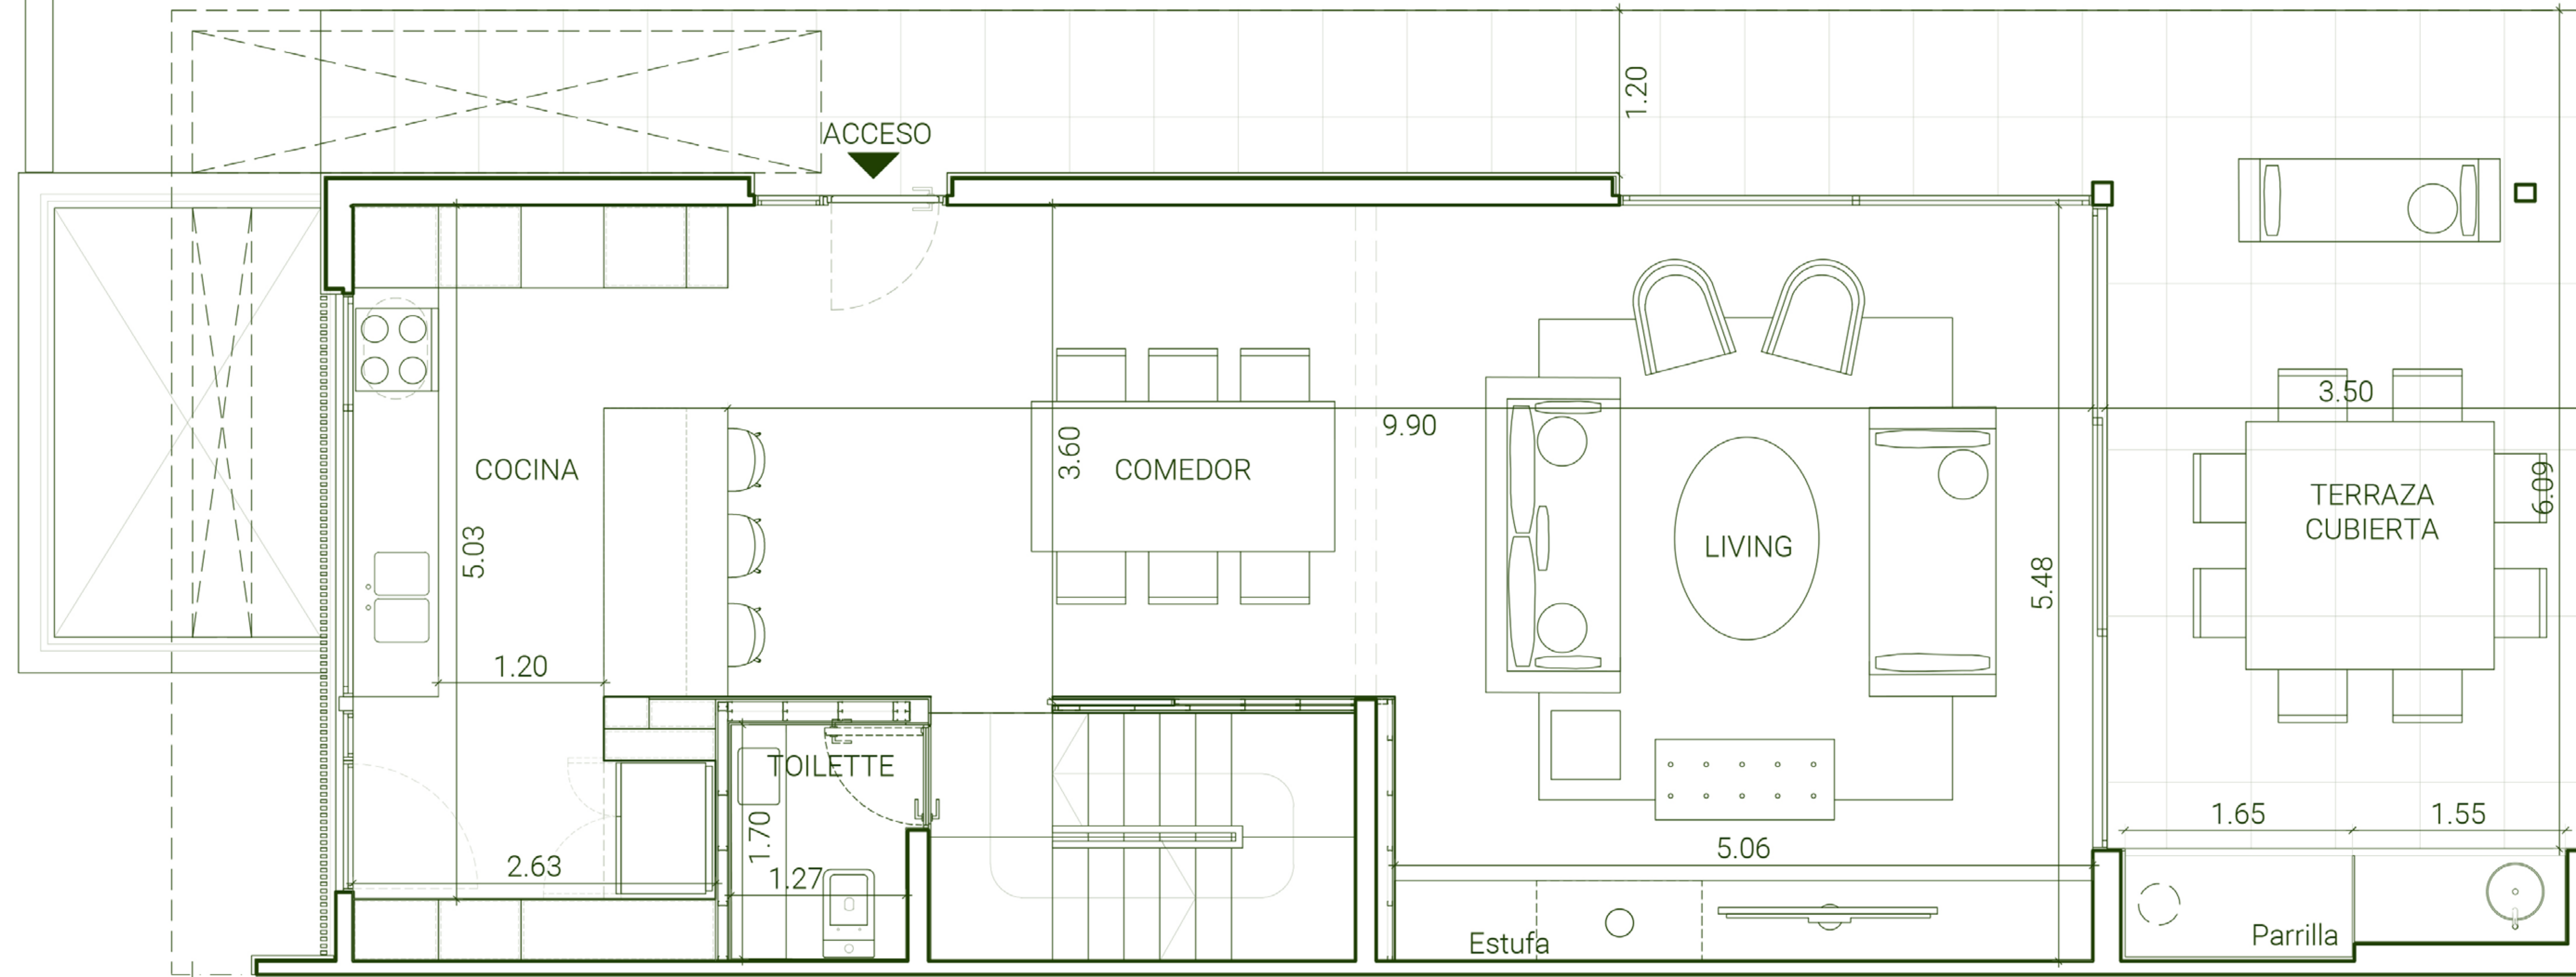 1.20
ACCESO
3.50
9.90
3.60
COCINA
COMEDOR
6.09
TERRAZA
CUBIERTA
5.03
LIVING
5.48
1.20
TOILETTE
1.70
1.65
1.55
5.06
2.63
1.27
Estufa
Parrilla